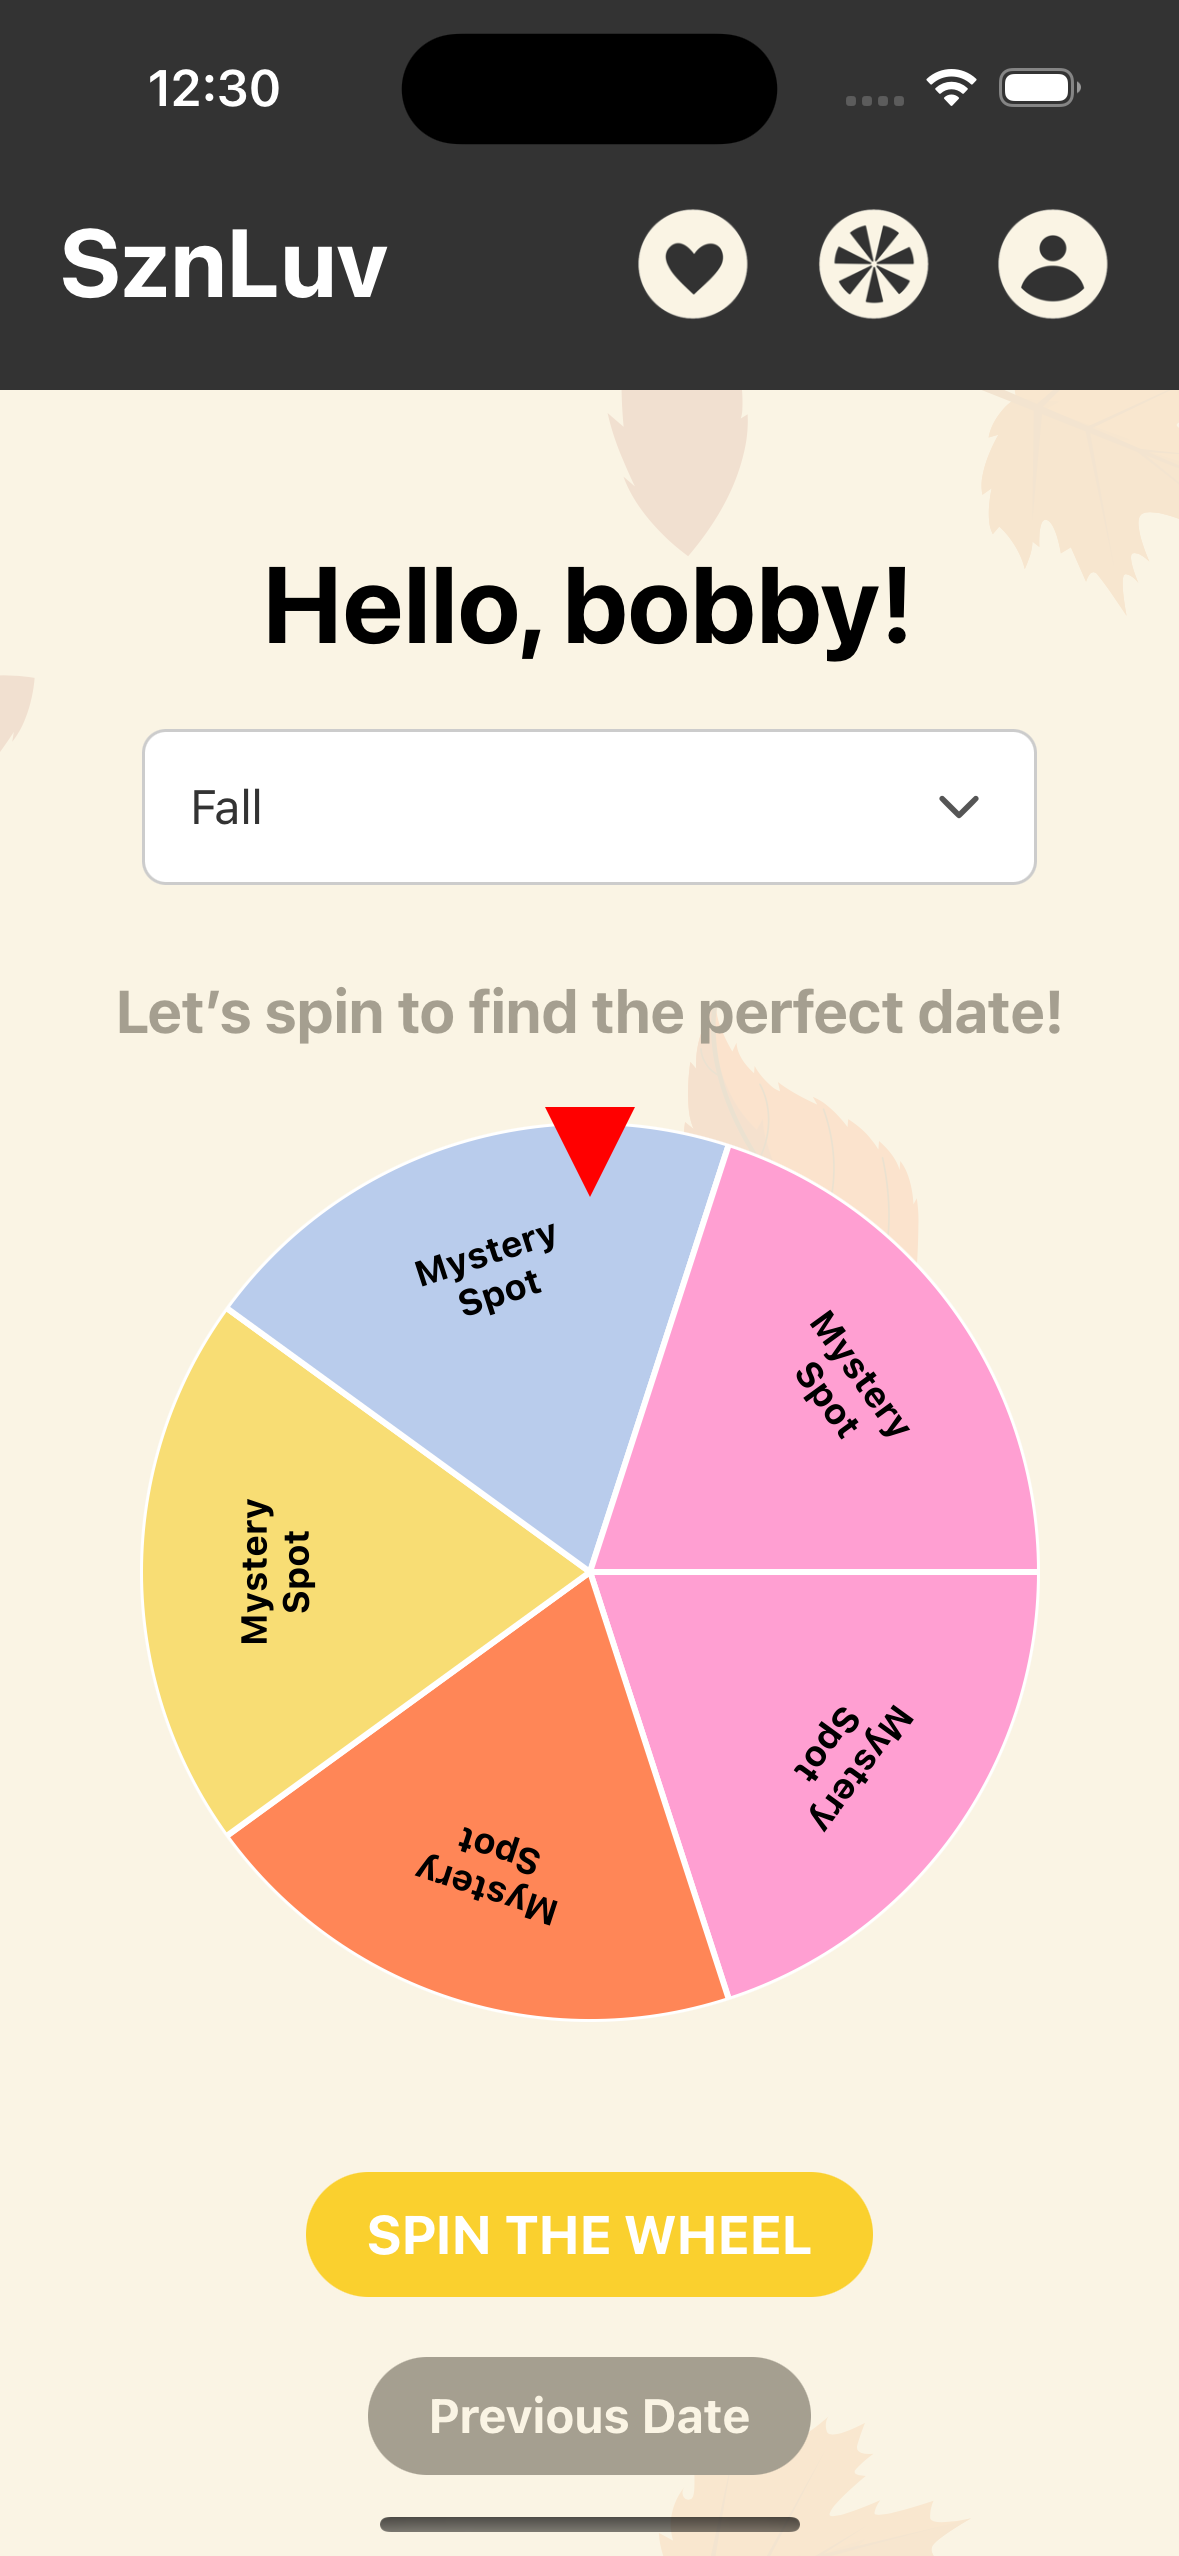 12:30
SznLuv
Hello, bobby!
Fall
Let’s spin to find the perfect date!
Mystery
Spot
Mystery
Spot
Mystery
Spot
Mystery
Spot
Mystery
Spot
SPIN THE WHEEL
Previous Date